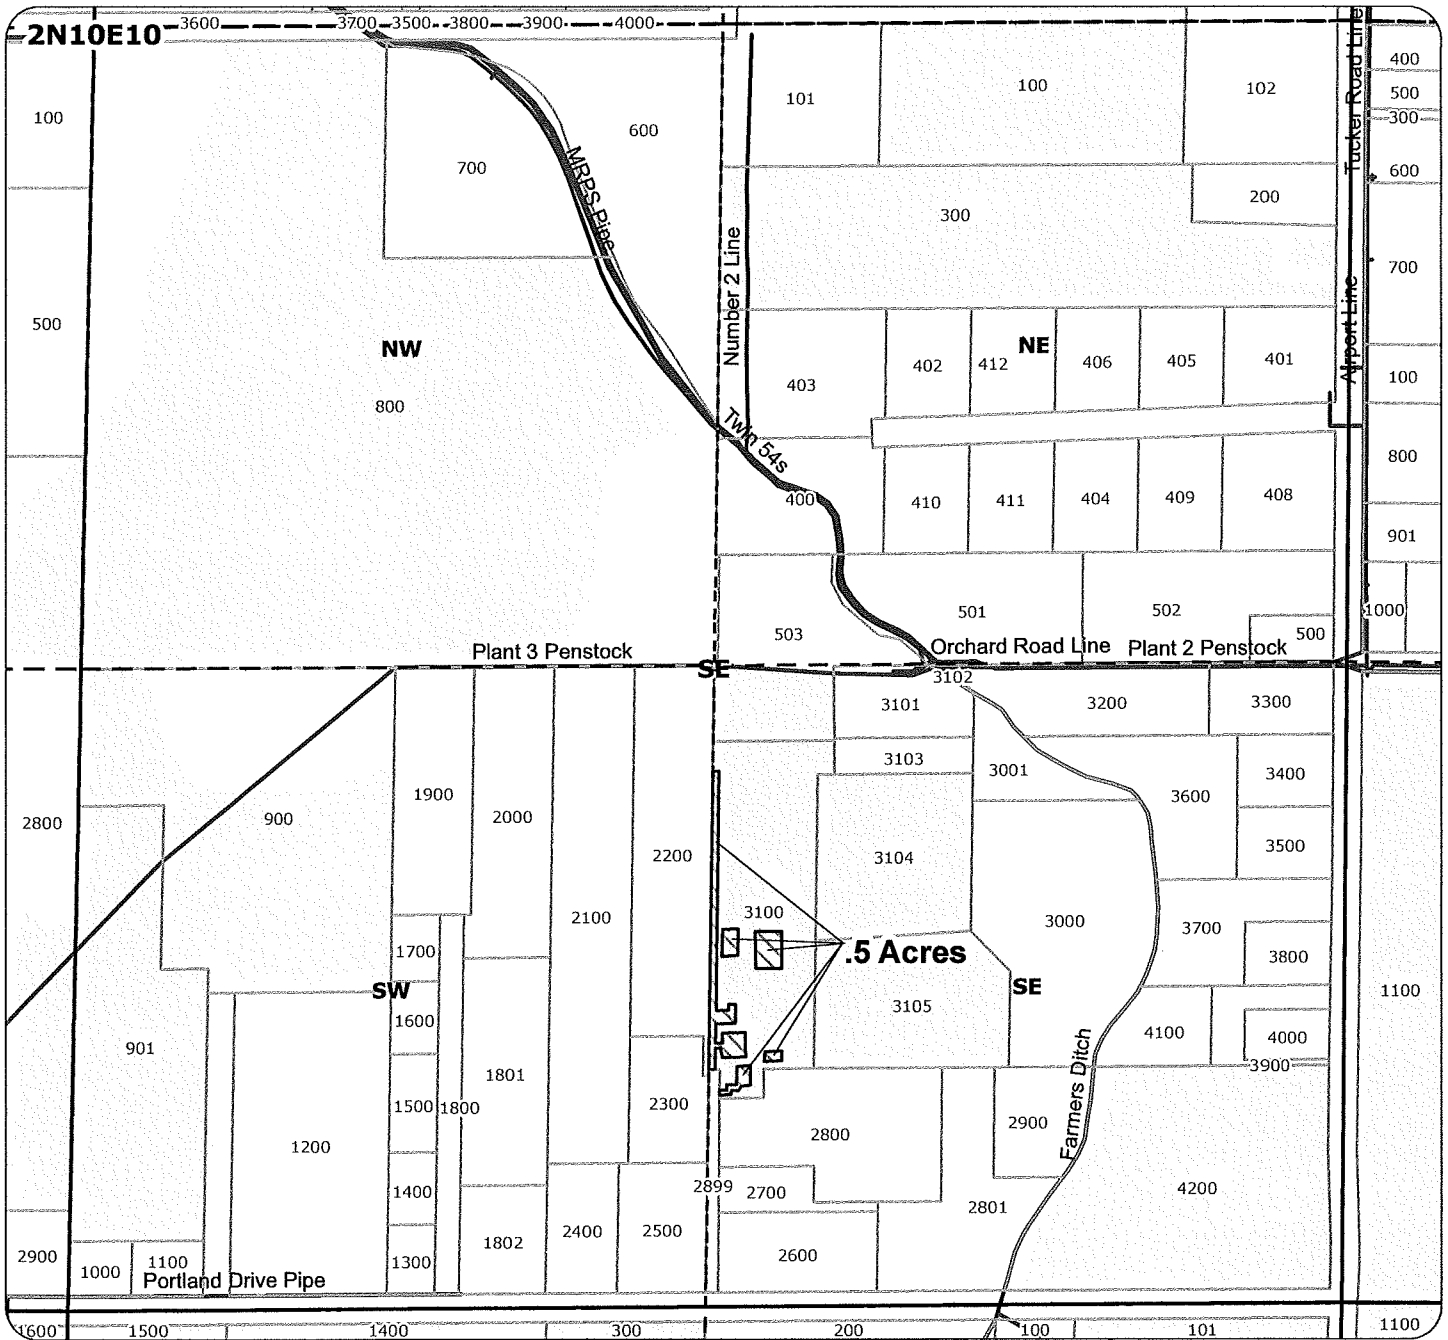 3600 3700 3500 3800 3900 4000
2N10E10
Tucker Road Line
400
100
102
101
500
100
300
600
700
600
200
300
MRPS Pipe
Number 2 Line
700
Airport Line
500
NW
NE
402 412 406 405 401
403
100
800
Twin 54s
800
400
410 411 404 409 408
901
501 502 1000
503 500
Plant 3 Penstock
Orchard Road Line Plant 2 Penstock
SE
3102
3101 3200 3300
3103
3001
3400
1900
3600
2000
900
2800
3500
2200
3104
3100
2100
3000
3700
1700
.5 Acres
3800
SW
SE
1100
3105
1600
4100
4000
901
3900
1801
2300
1500 1800
2900
Farmers Ditch
2800
1200
2899
1400
2700
4200
2801
2400 2500
1802
2600
2900
1300
1100
1000
Portland Drive Pipe
1600 1500 1400 300 200 100 101 1100